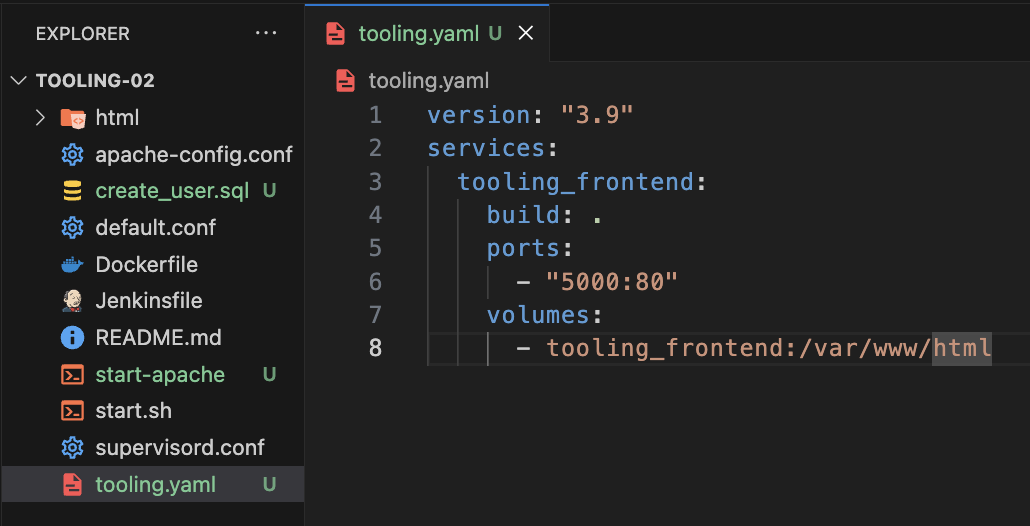 EXPLORER ...
TOOLING-02
html
apache-config.conf
create_user.sql U
default.conf
Dockerfile
Jenkinsfile
README.md
start-apache U
start.sh
supervisord.conf
tooling.yaml U
tooling.yaml U
tooling.yaml
1 version: "3.9"
2 services:
3   tooling_frontend:
4     build: .
5     ports:
6       - "5000:80"
7     volumes:
8       - tooling_frontend:/var/www/html